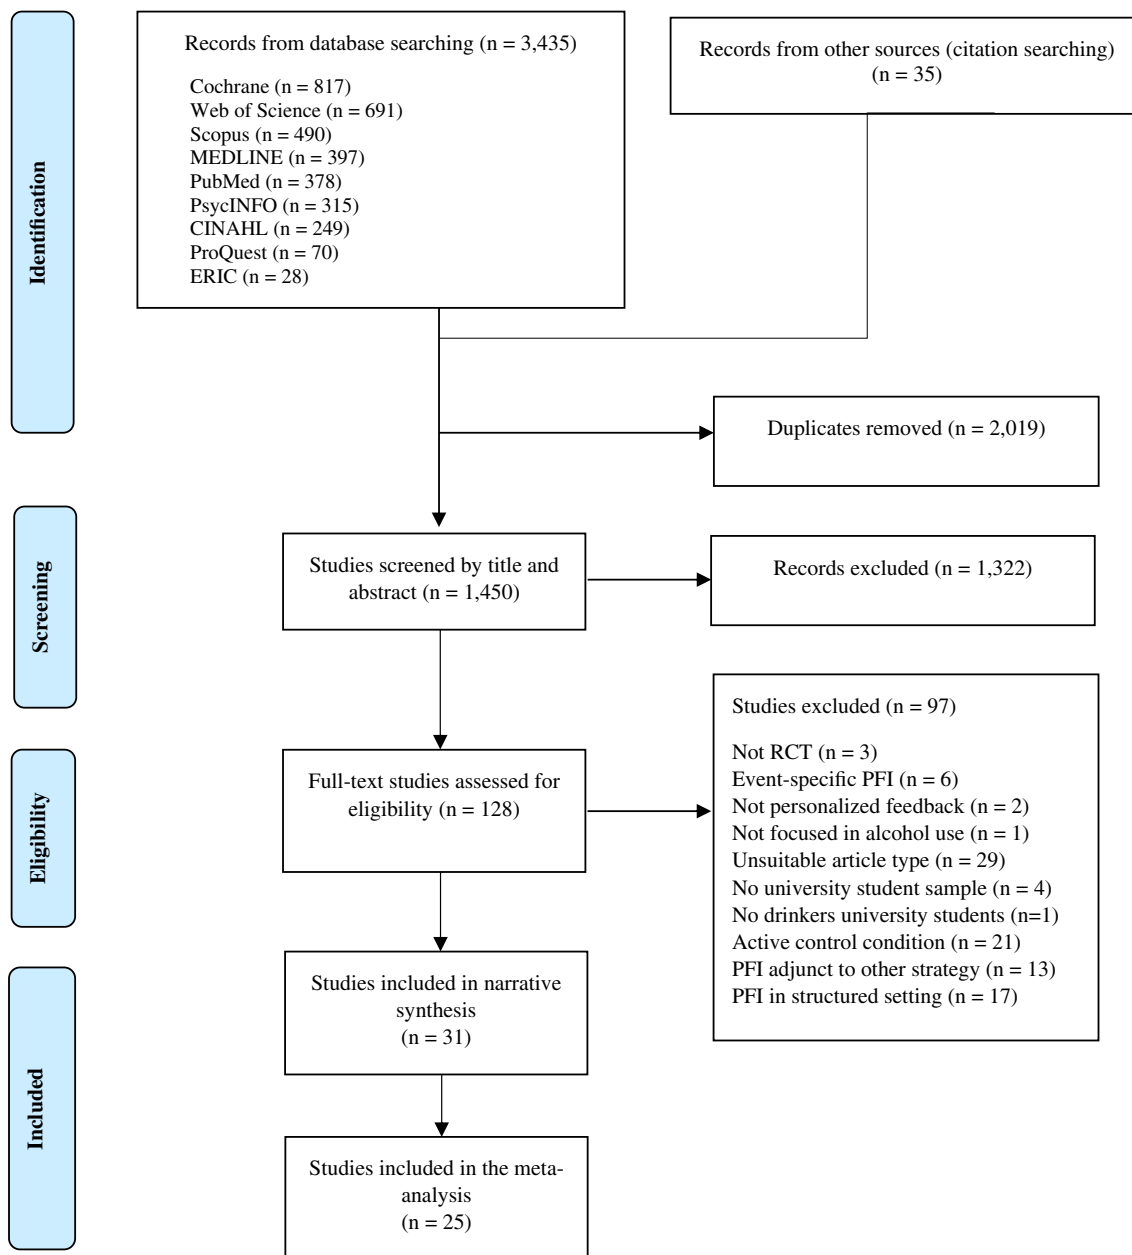 Identification
Records from database searching (n = 3,435)
Cochrane (n = 817)
Web of Science (n = 691)
Scopus (n = 490)
MEDLINE (n = 397)
PubMed (n = 378)
PsycINFO (n = 315)
CINAHL (n = 249)
ProQuest (n = 70)
ERIC (n = 28)
Records from other sources (citation searching)
(n = 35)
Duplicates removed (n = 2,019)
Screening
Studies screened by title and
abstract (n = 1,450)
Records excluded (n = 1,322)
Eligibility
Full-text studies assessed for
eligibility (n = 128)
Studies excluded (n = 97)
Not RCT (n = 3)
Event-specific PFI (n = 6)
Not personalized feedback (n = 2)
Not focused in alcohol use (n = 1)
Unsuitable article type (n = 29)
No university student sample (n = 4)
No drinkers university students (n=1)
Active control condition (n = 21)
PFI adjunct to other strategy (n = 13)
PFI in structured setting (n = 17)
Included
Studies included in narrative
synthesis
(n = 31)
Studies included in the meta-
analysis
(n = 25)